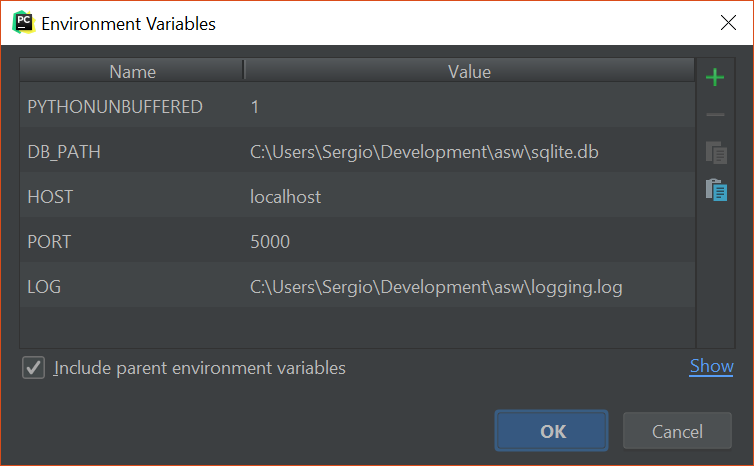 PC Environment Variables
Name Value
PYTHONUNBUFFERED 1
DB_PATH C:\Users\Sergio\Development\asw\sqlite.db
HOST localhost
PORT 5000
LOG C:\Users\Sergio\Development\asw\logging.log
Include parent environment variables Show
OK Cancel